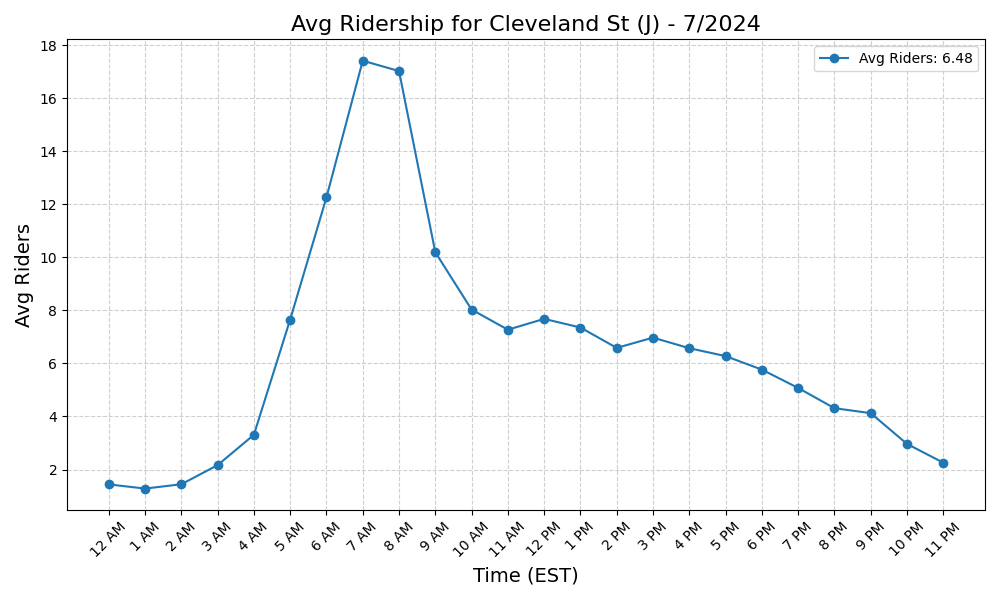 Avg Ridership for Cleveland St (J) - 7/2024
Avg Riders: 6.48
Avg Riders
18
16
14
12
10
8
6
4
2
12 AM
1 AM
2 AM
3 AM
4 AM
5 AM
6 AM
7 AM
8 AM
9 AM
10 AM
11 AM
12 PM
1 PM
2 PM
3 PM
4 PM
5 PM
6 PM
7 PM
8 PM
9 PM
10 PM
11 PM
Time (EST)